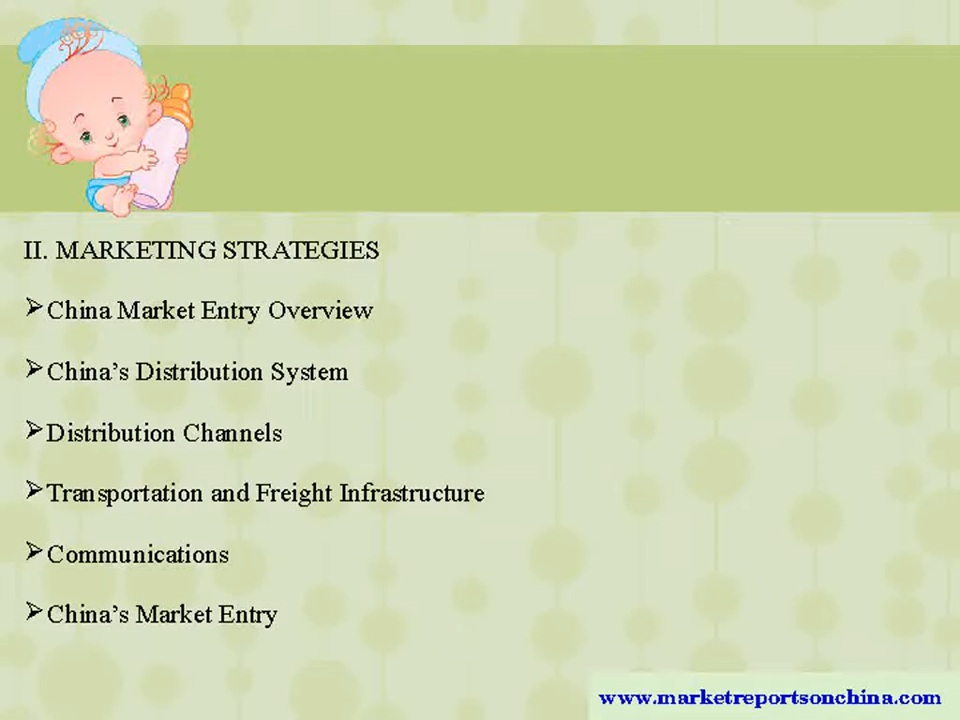 II. MARKETING STRATEGIES
➢China Market Entry Overview
➢China’s Distribution System
➢Distribution Channels
➢Transportation and Freight Infrastructure
➢Communications
➢China’s Market Entry
www.marketreportsonchina.com